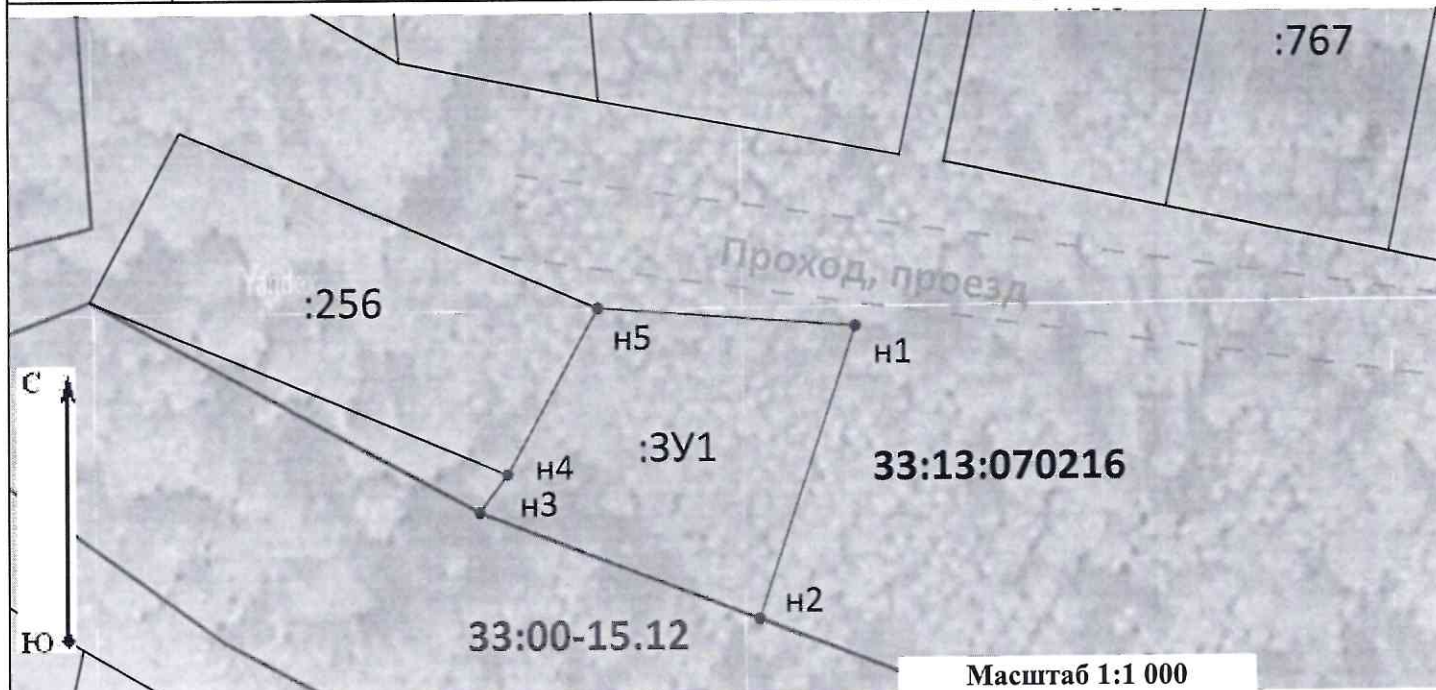 :767
Проход, проезд
:256
н5
н1
С
:ЗУ1
33:13:070216
н4
н3
н2
Ю
33:00-15.12
Масштаб 1:1 000